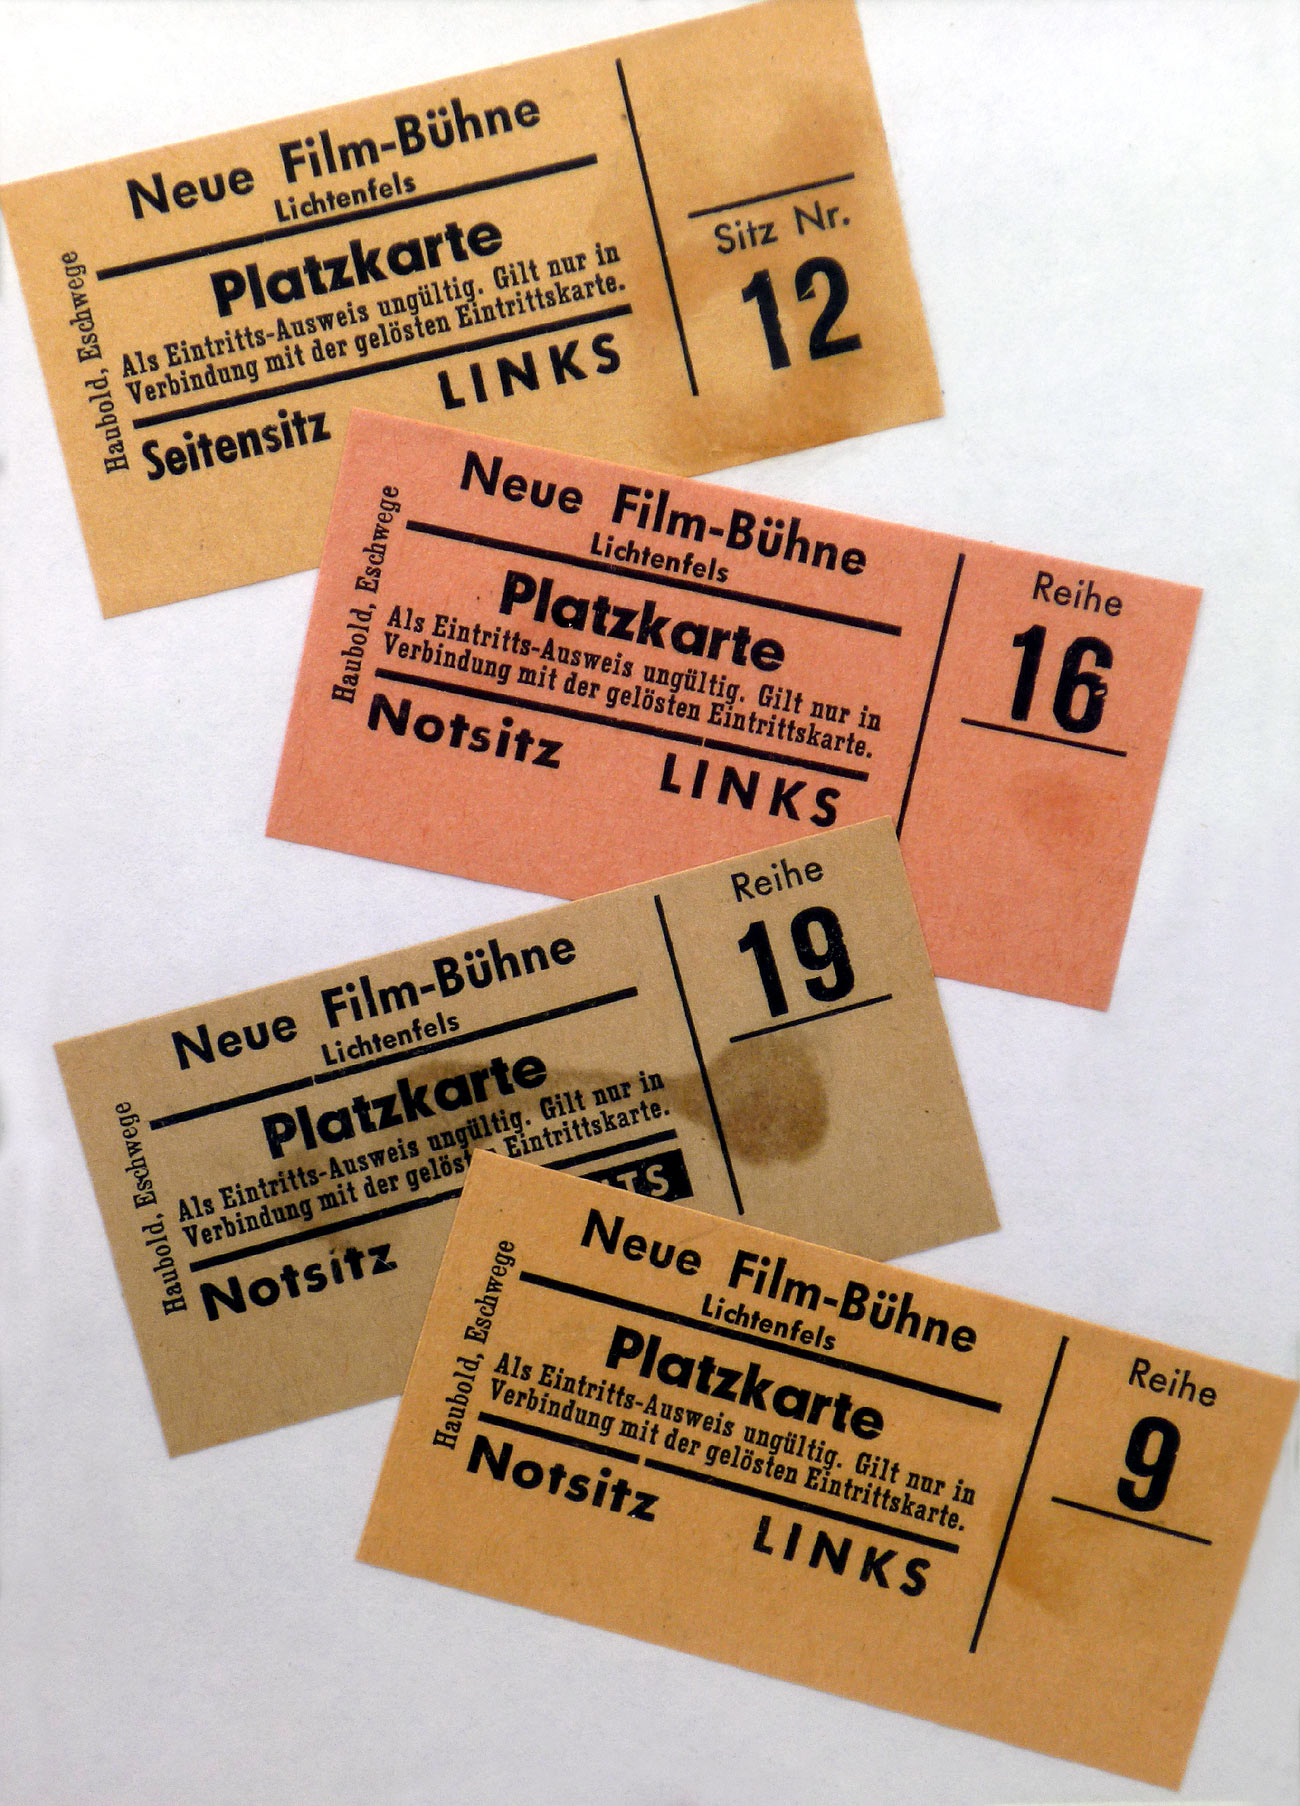 Neue Film-Bühne
Lichtenfels
Platzkarte
Als Eintritts-Ausweis ungültig. Gilt nur in
Verbindung mit der gelösten Eintrittskarte.
LINKS
Seitensitz
Haubold, Eschwege
Sitz Nr.
12
Neue Film-Bühne
Lichtenfels
Platzkarte
Als Eintritts-Ausweis ungültig. Gilt nur in
Verbindung mit der gelösten Eintrittskarte.
Notsitz LINKS
Haubold, Eschwege
Reihe
16
Neue Film-Bühne
Lichtenfels
Platzkarte
Als Eintritts-Ausweis ungültig. Gilt nur in
Verbindung mit der gelöst Eintrittskarte.
Notsitz
Haubold, Eschwege
Reihe
19
Neue Film-Bühne
Lichtenfels
Platzkarte
Als Eintritts-Ausweis ungültig. Gilt nur in
Verbindung mit der gelösten Eintrittskarte.
Notsitz LINKS
Haubold, Eschwege
Reihe
9